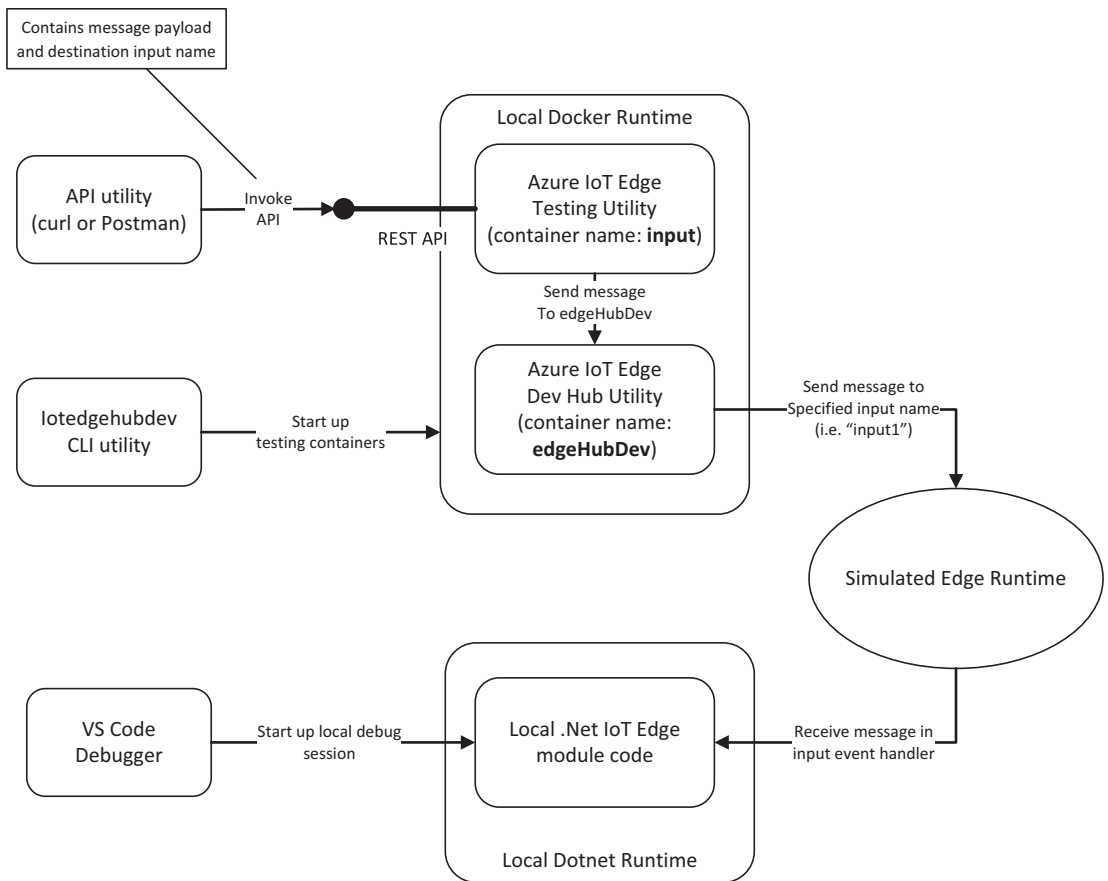 Contains message payload
and destination input name
Local Docker Runtime
API utility
(curl or Postman)
Invoke
API
REST API
Azure IoT Edge
Testing Utility
(container name: input)
Send message
To edgeHubDev
Iotedgehubdev
CLI utility
Start up
testing containers
Azure IoT Edge
Dev Hub Utility
(container name:
edgeHubDev)
Send message to
Specified input name
(i.e. “input1”)
Simulated Edge Runtime
VS Code
Debugger
Start up local debug
session
Local .Net IoT Edge
module code
Receive message in
input event handler
Local Dotnet Runtime